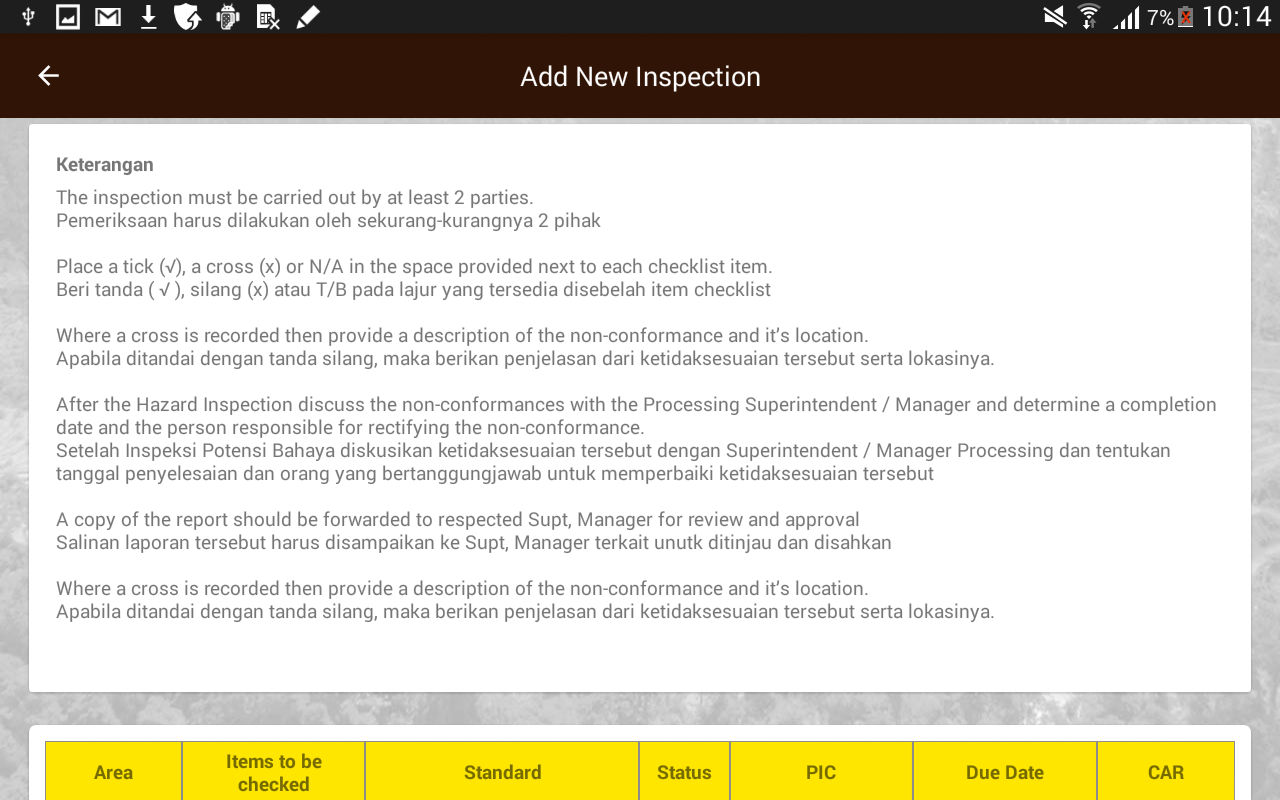 7% 10:14
Add New Inspection
Keterangan
The inspection must be carried out by at least 2 parties.
Pemeriksaan harus dilakukan oleh sekurang-kurangnya 2 pihak
Place a tick (√), a cross (x) or N/A in the space provided next to each checklist item.
Beri tanda ( √ ), silang (x) atau T/B pada lajur yang tersedia disebelah item checklist
Where a cross is recorded then provide a description of the non-conformance and it’s location.
Apabila ditandai dengan tanda silang, maka berikan penjelasan dari ketidaksesuaian tersebut serta lokasinya.
After the Hazard Inspection discuss the non-conformances with the Processing Superintendent / Manager and determine a completion
date and the person responsible for rectifying the non-conformance.
Setelah Inspeksi Potensi Bahaya diskusikan ketidaksesuaian tersebut dengan Superintendent / Manager Processing dan tentukan
tanggal penyelesaian dan orang yang bertanggungjawab untuk memperbaiki ketidaksesuaian tersebut
A copy of the report should be forwarded to respected Supt, Manager for review and approval
Salinan laporan tersebut harus disampaikan ke Supt, Manager terkait unutk ditinjau dan disahkan
Where a cross is recorded then provide a description of the non-conformance and it’s location.
Apabila ditandai dengan tanda silang, maka berikan penjelasan dari ketidaksesuaian tersebut serta lokasinya.
Area
Items to be
checked
Standard
Status
PIC
Due Date
CAR